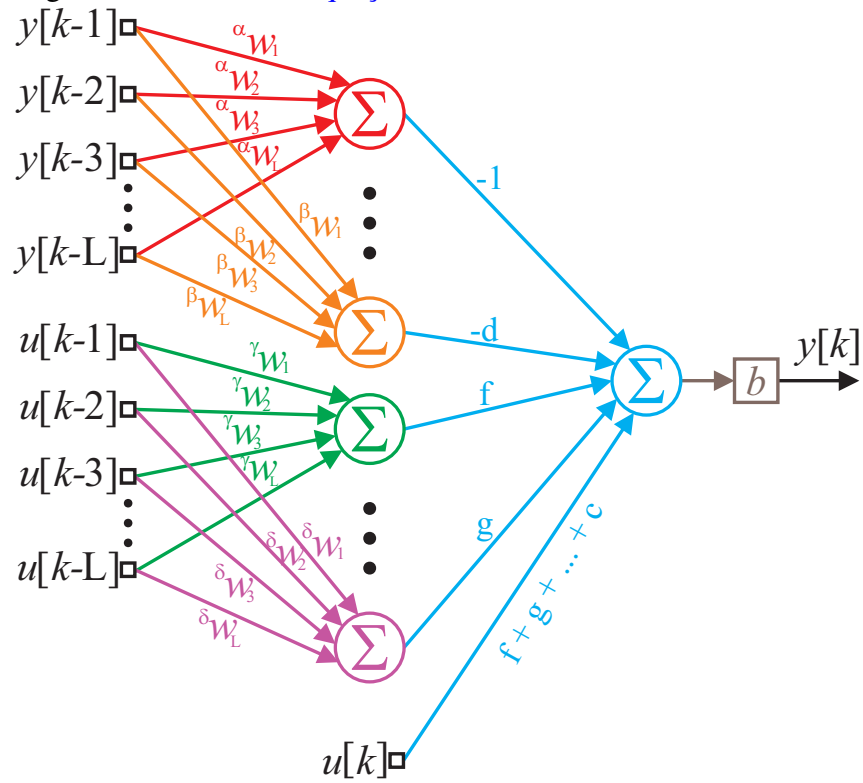 y[k-1]
y[k-2]
y[k-3]
y[k-L]
u[k-1]
u[k-2]
u[k-3]
u[k-L]
u[k]
αw1
αw2
αw3
αwL
βw1
βw2
βw3
βwL
γw1
γw2
γw3
γwL
δw1
δw2
δw3
δwL
Σ
Σ
Σ
Σ
-1
-d
f
g
f + g + ... + c
Σ
b
y[k]